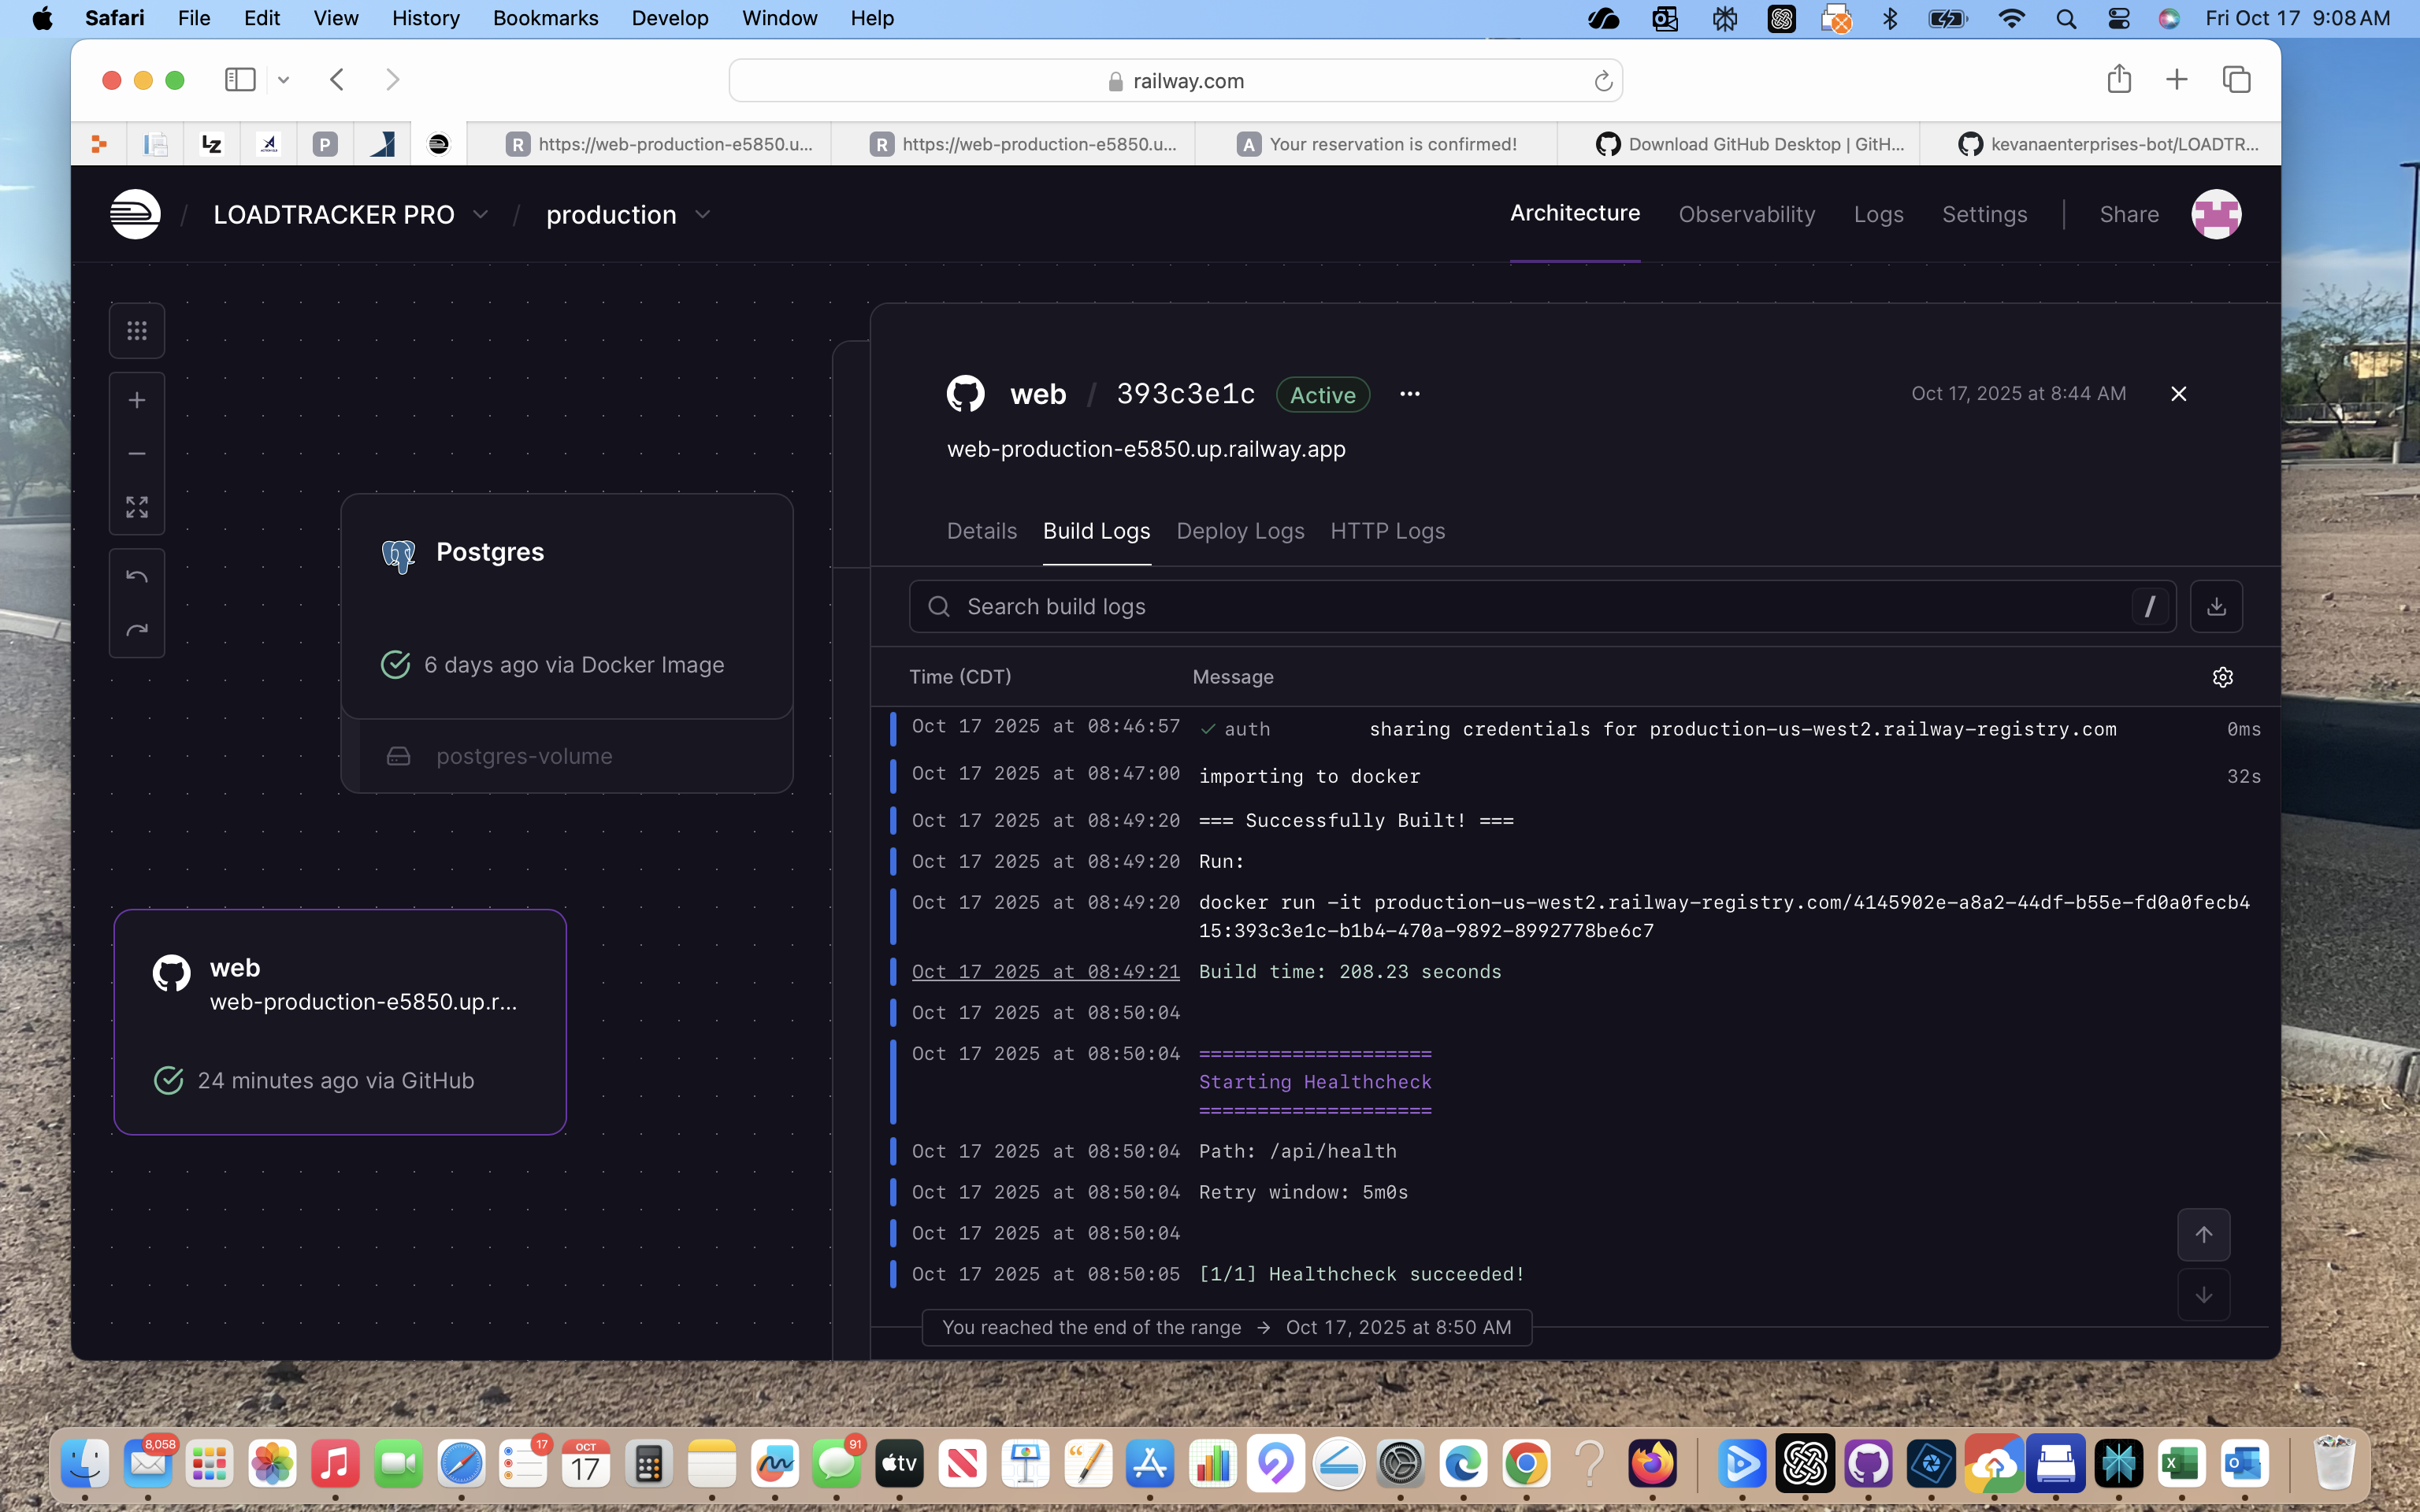 Safari File Edit View History Bookmarks Develop Window Help Fri Oct 17 9:08 AM
railway.com
LZ P R https://web-production-e5850.u... R https://web-production-e5850.u... A Your reservation is confirmed! Download GitHub Desktop | GitH... kevanaenterprises-bot/LOADTR...
/ LOADTRACKER PRO / production Architecture Observability Logs Settings | Share
web / 393c3e1c Active ··· Oct 17, 2025 at 8:44 AM
web-production-e5850.up.railway.app
Details Build Logs Deploy Logs HTTP Logs
Search build logs /
Time (CDT) Message
Oct 17 2025 at 08:46:57 ✓ auth sharing credentials for production-us-west2.railway-registry.com 0ms
Oct 17 2025 at 08:47:00 importing to docker 32s
Oct 17 2025 at 08:49:20 === Successfully Built! ===
Oct 17 2025 at 08:49:20 Run:
Oct 17 2025 at 08:49:20 docker run -it production-us-west2.railway-registry.com/4145902e-a8a2-44df-b55e-fd0a0fecb4
15:393c3e1c-b1b4-470a-9892-8992778be6c7
Oct 17 2025 at 08:49:21 Build time: 208.23 seconds
Oct 17 2025 at 08:50:04
Oct 17 2025 at 08:50:04 ====================
Starting Healthcheck
====================
Oct 17 2025 at 08:50:04 Path: /api/health
Oct 17 2025 at 08:50:04 Retry window: 5m0s
Oct 17 2025 at 08:50:04
Oct 17 2025 at 08:50:05 [1/1] Healthcheck succeeded!
You reached the end of the range → Oct 17, 2025 at 8:50 AM
Postgres
6 days ago via Docker Image
postgres-volume
web
web-production-e5850.up.r...
24 minutes ago via GitHub
8,058 17 OCT 17 91 tv